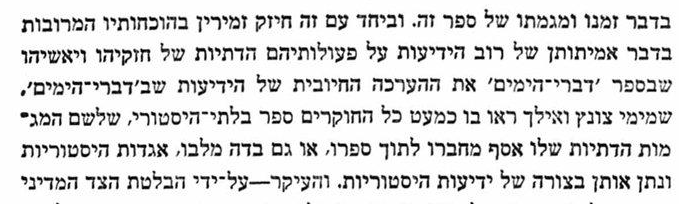 בדבר זמנו ומגמתו של ספר זה. וביחד עם זה חיזק זמירין בהוכחותיו המרובות
בדבר אמיתותן של רוב הידיעות על פעולותיהם הדתיות של חזקיהו ויאשיהו
שבספר ׳דברי־הימים׳ את ההערכה החיובית של הידיעות שב׳דברי־הימים׳,
שמימי צונץ ואילך ראו בו כמעט כל החוקרים ספר בלתי־היסטורי, שלשם המג־
מות הדתיות שלו אסף מחברו לתוך ספרו, או גם בדה מלבו, אגדות היסטוריות
ונתן אותן בצורה של ידיעות היסטוריות. והעיקר—על־ידי הבלטת הצד המדיני